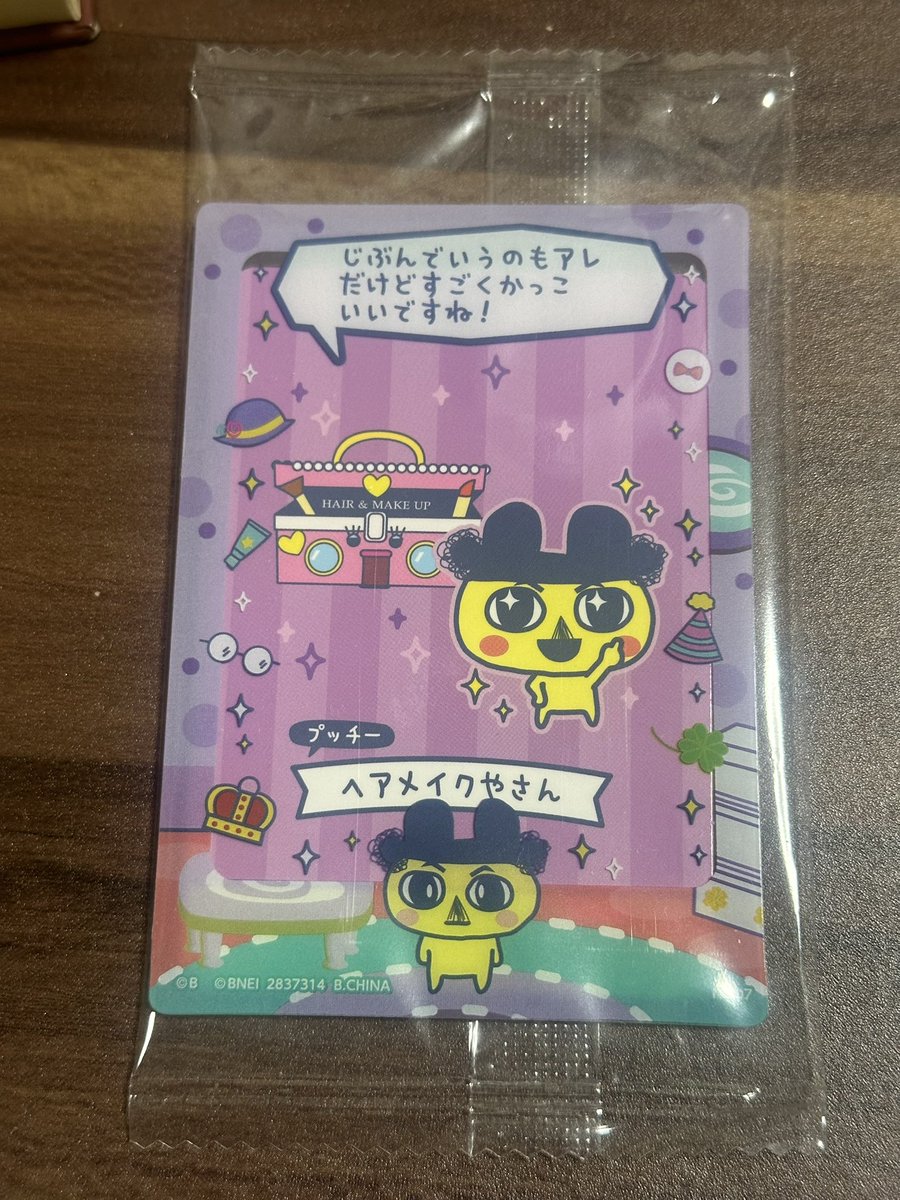 じぶんでいうのもアレ
だけどすごくかっこ
いいですね!
HAIR & MAKE UP
プッチー
ヘアメイクやさん
©B ©BNEI 2837314 B.CHINA